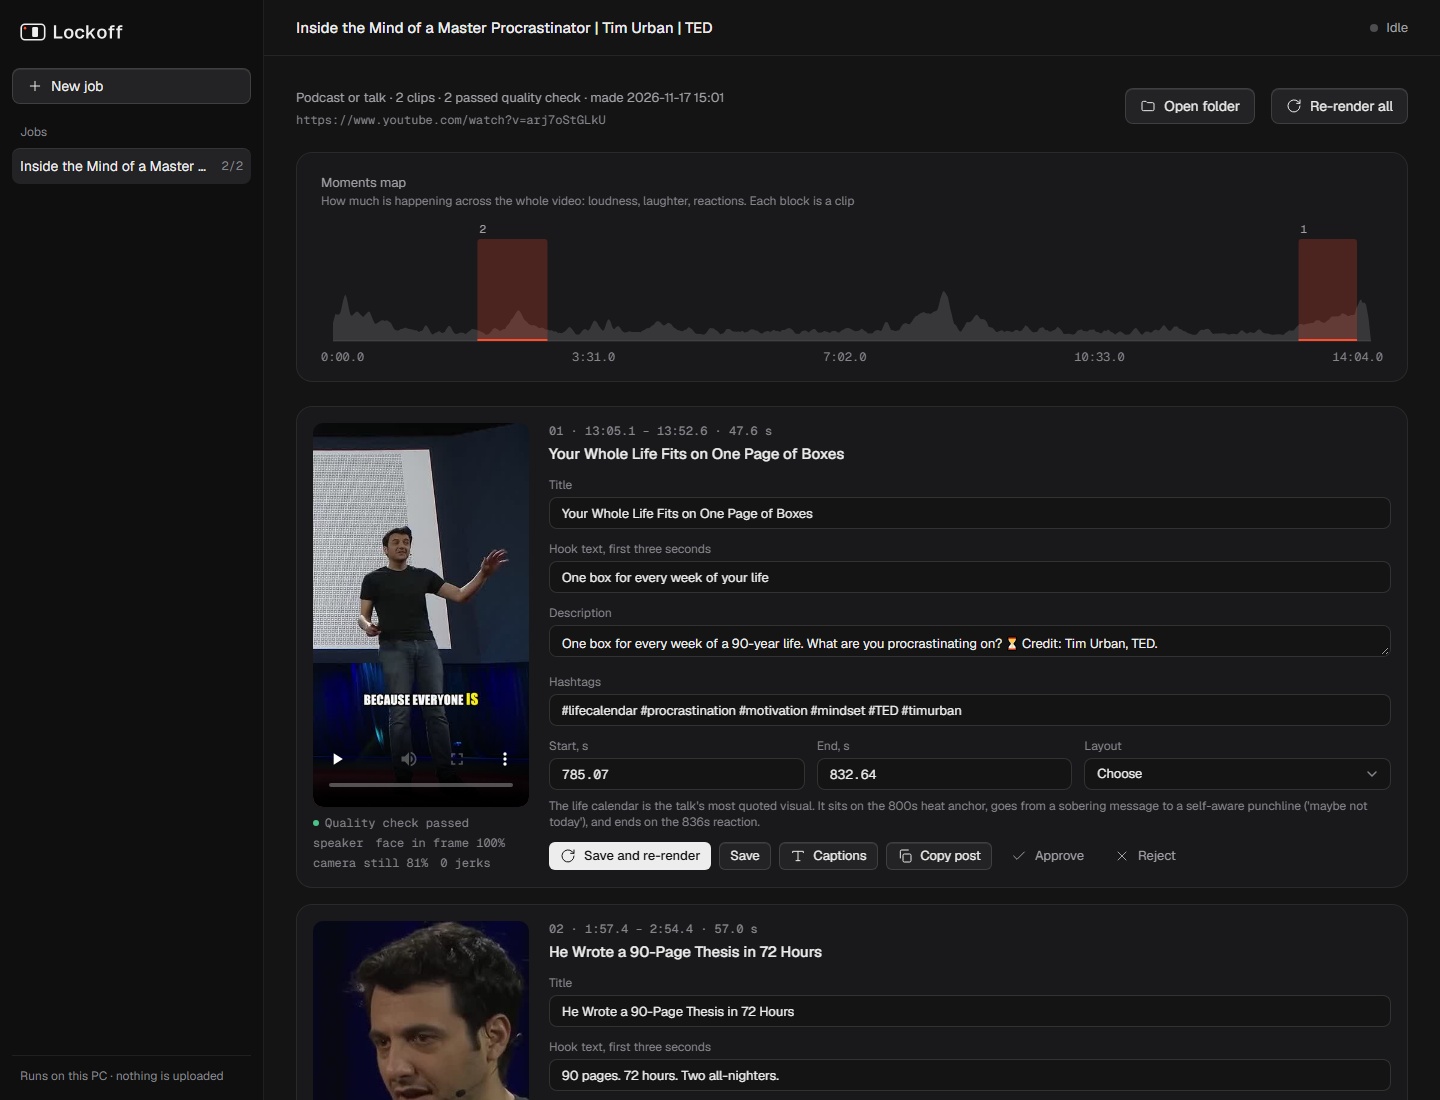 Lockoff
New job
Jobs
Inside the Mind of a Master ... 2/2
Runs on this PC · nothing is uploaded
Inside the Mind of a Master Procrastinator | Tim Urban | TED
Idle
Podcast or talk · 2 clips · 2 passed quality check · made 2026-11-17 15:01
https://www.youtube.com/watch?v=arj7oStGLkU
Open folder
Re-render all
Moments map
How much is happening across the whole video: loudness, laughter, reactions. Each block is a clip
2
1
0:00.0 3:31.0 7:02.0 10:33.0 14:04.0
BECAUSE EVERYONE IS
Quality check passed
speaker face in frame 100%
camera still 81% 0 jerks
01 · 13:05.1 – 13:52.6 · 47.6 s
Your Whole Life Fits on One Page of Boxes
Title
Your Whole Life Fits on One Page of Boxes
Hook text, first three seconds
One box for every week of your life
Description
One box for every week of a 90-year life. What are you procrastinating on? ⏳ Credit: Tim Urban, TED.
Hashtags
#lifecalendar #procrastination #motivation #mindset #TED #timurban
Start, s
785.07
End, s
832.64
Layout
Choose
The life calendar is the talk's most quoted visual. It sits on the 800s heat anchor, goes from a sobering message to a self-aware punchline ('maybe not
today'), and ends on the 836s reaction.
Save and re-render
Save
Captions
Copy post
Approve
Reject
02 · 1:57.4 – 2:54.4 · 57.0 s
He Wrote a 90-Page Thesis in 72 Hours
Title
He Wrote a 90-Page Thesis in 72 Hours
Hook text, first three seconds
90 pages. 72 hours. Two all-nighters.